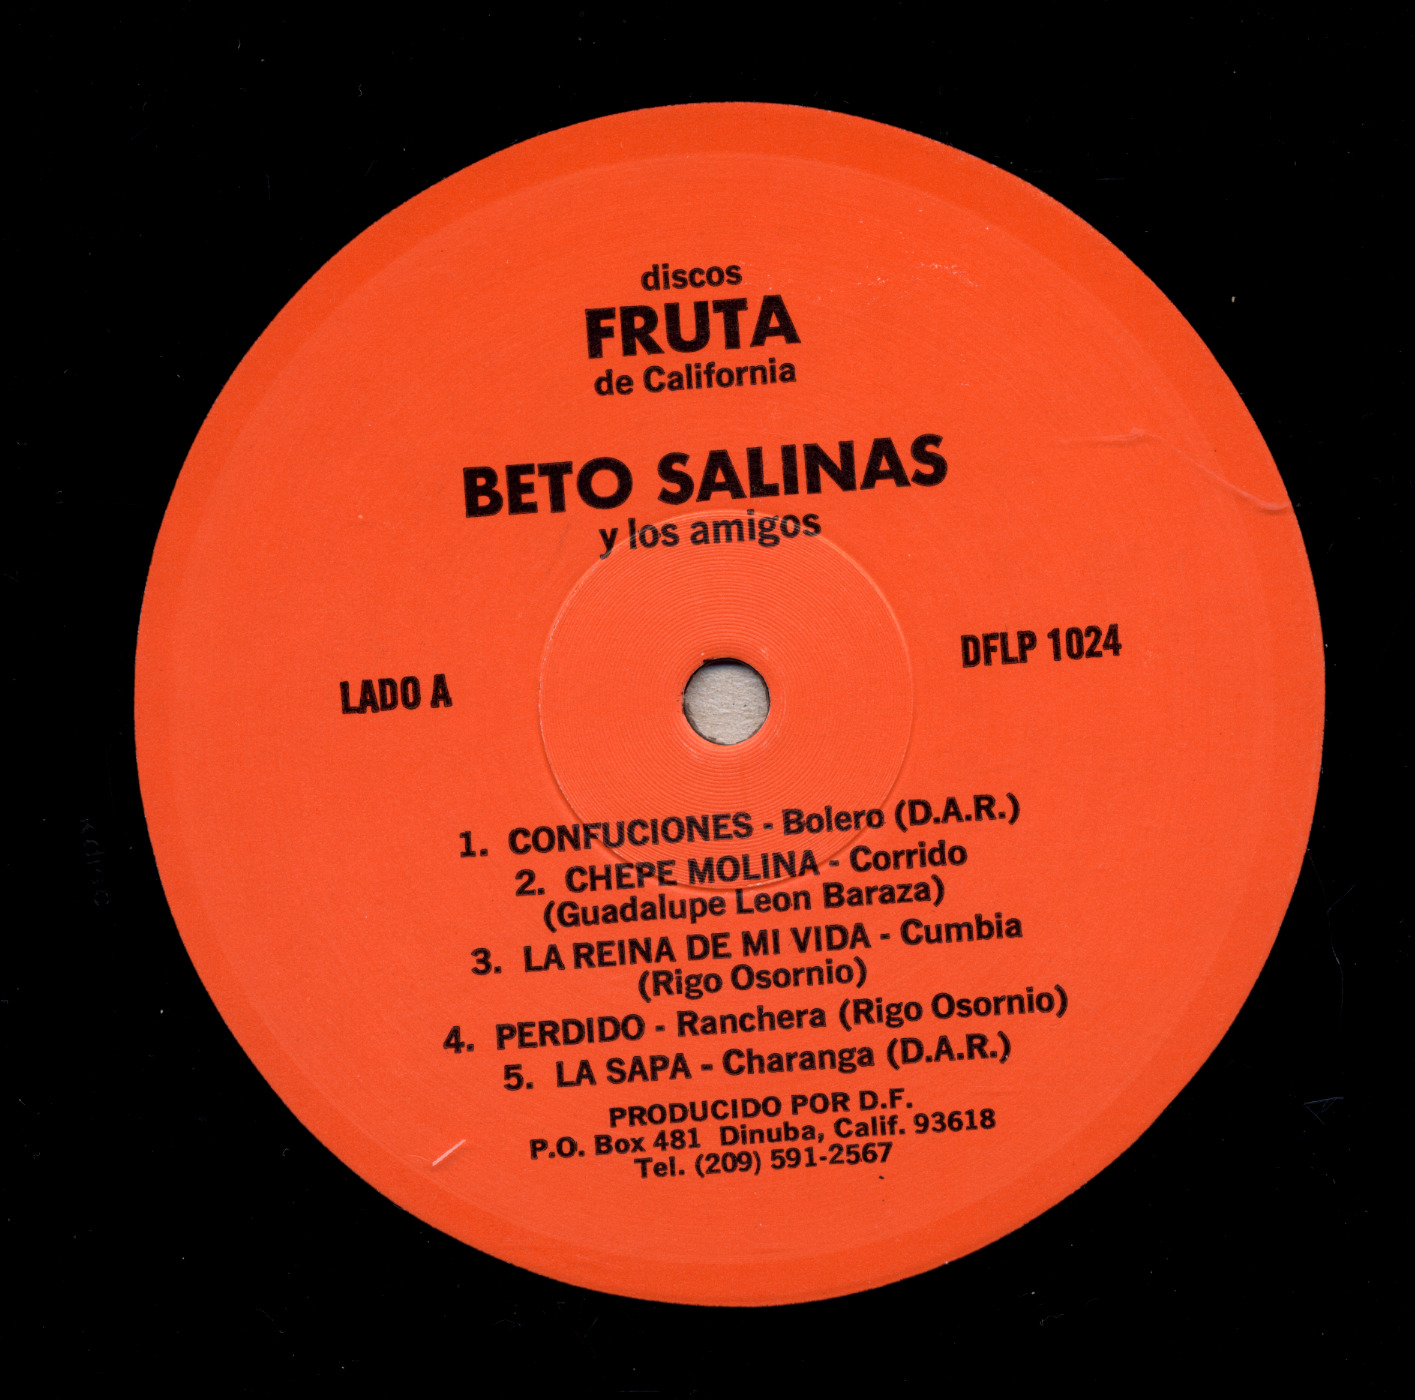 discos
FRUTA
de California
BETO SALINAS
y los amigos
LADO A
DFLP 1024
1. CONFUCIONES - Bolero (D.A.R.)
2. CHEPE MOLINA - Corrido
(Guadalupe Leon Baraza)
3. LA REINA DE MI VIDA - Cumbia
(Rigo Osornio)
4. PERDIDO - Ranchera (Rigo Osornio)
5. LA SAPA - Charanga (D.A.R.)
PRODUCIDO POR D.F.
P.O. Box 481 Dinuba, Calif. 93618
Tel. (209) 591-2567